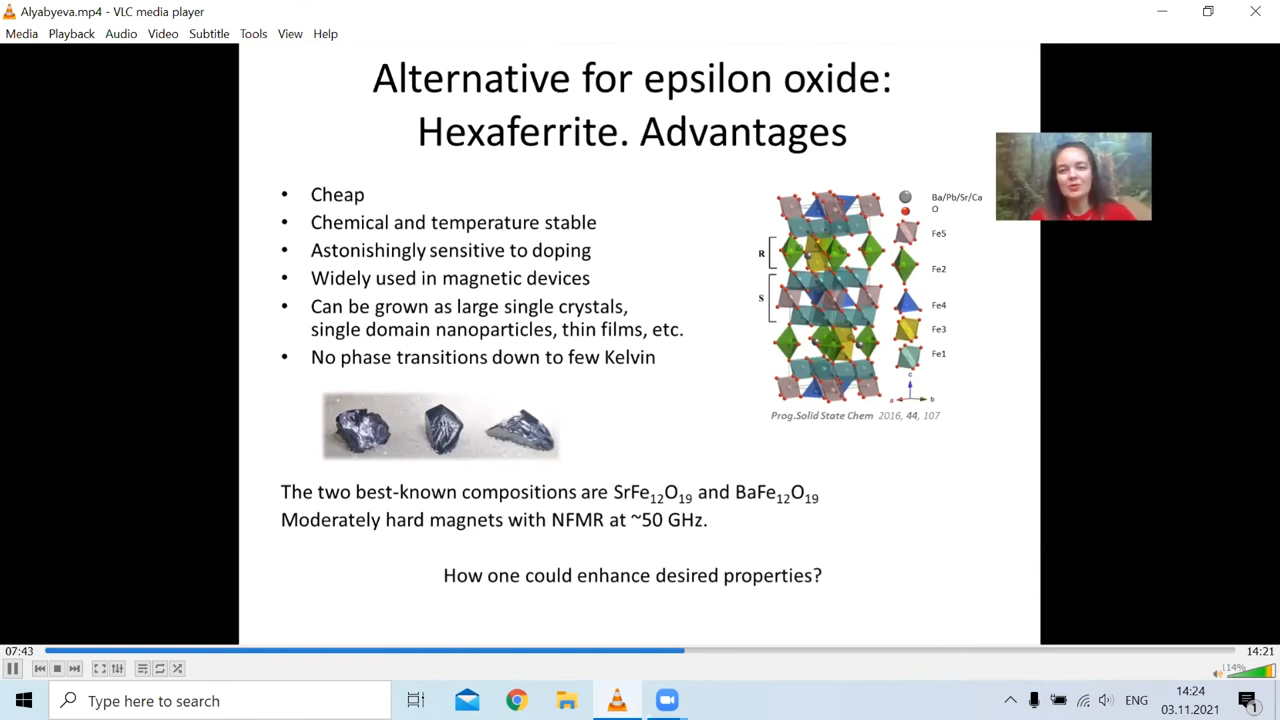 Alyabyeva.mp4 - VLC media player
Media Playback Audio Video Subtitle Tools View Help
Alternative for epsilon oxide:
Hexaferrite. Advantages
• Cheap
• Chemical and temperature stable
• Astonishingly sensitive to doping
• Widely used in magnetic devices
• Can be grown as large single crystals,
single domain nanoparticles, thin films, etc.
• No phase transitions down to few Kelvin
R
S
Ba/Pb/Sr/Ca
O
Fe5
Fe2
Fe4
Fe3
Fe1
c
a b
Prog.Solid State Chem 2016, 44, 107
The two best-known compositions are SrFe₁₂O₁₉ and BaFe₁₂O₁₉
Moderately hard magnets with NFMR at ~50 GHz.
How one could enhance desired properties?
07:43 14:21
114%
Type here to search
ENG
14:24
03.11.2021
1